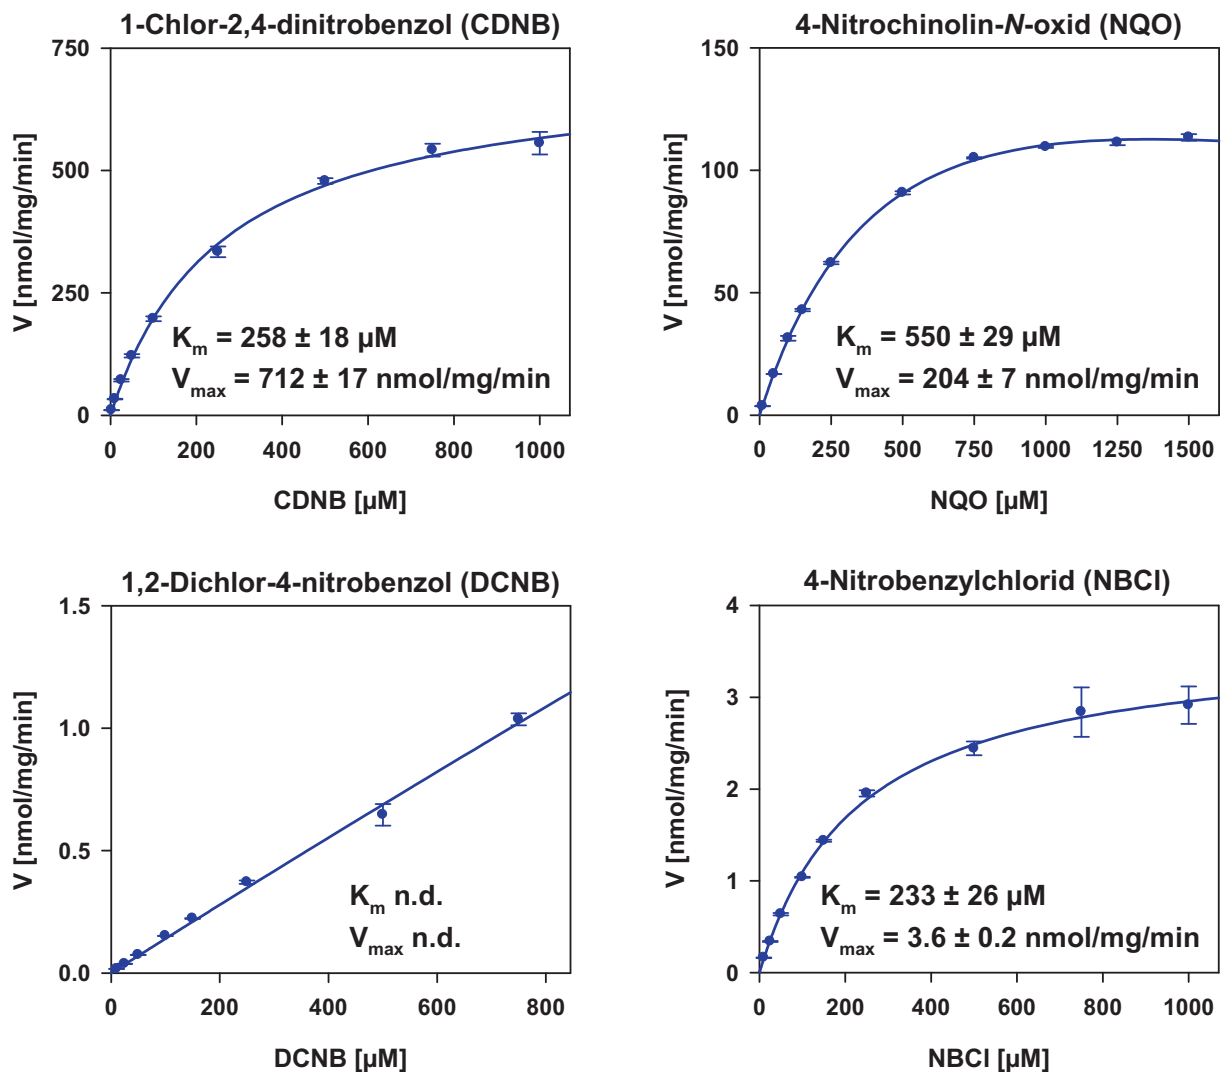 1-Chlor-2,4-dinitrobenzol (CDNB)
750
500
250
0
V [nmol/mg/min]
Km = 258 ± 18 µM
Vmax = 712 ± 17 nmol/mg/min
0 200 400 600 800 1000
CDNB [µM]
4-Nitrochinolin-N-oxid (NQO)
150
100
50
0
V [nmol/mg/min]
Km = 550 ± 29 µM
Vmax = 204 ± 7 nmol/mg/min
0 250 500 750 1000 1250 1500
NQO [µM]
1,2-Dichlor-4-nitrobenzol (DCNB)
1.5
1.0
0.5
0.0
V [nmol/mg/min]
Km n.d.
Vmax n.d.
0 200 400 600 800
DCNB [µM]
4-Nitrobenzylchlorid (NBCl)
4
3
2
1
0
V [nmol/mg/min]
Km = 233 ± 26 µM
Vmax = 3.6 ± 0.2 nmol/mg/min
0 200 400 600 800 1000
NBCl [µM]